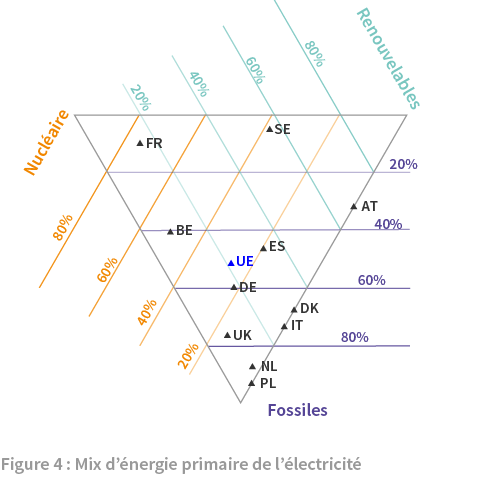 Renouvelables
80%
60%
40%
20%
Nucléaire
SE
FR
20%
AT
80%
BE
40%
ES
UE
60%
60%
DE
40%
DK
IT
UK
80%
20%
NL
PL
Fossiles
Figure 4 : Mix d’énergie primaire de l’électricité